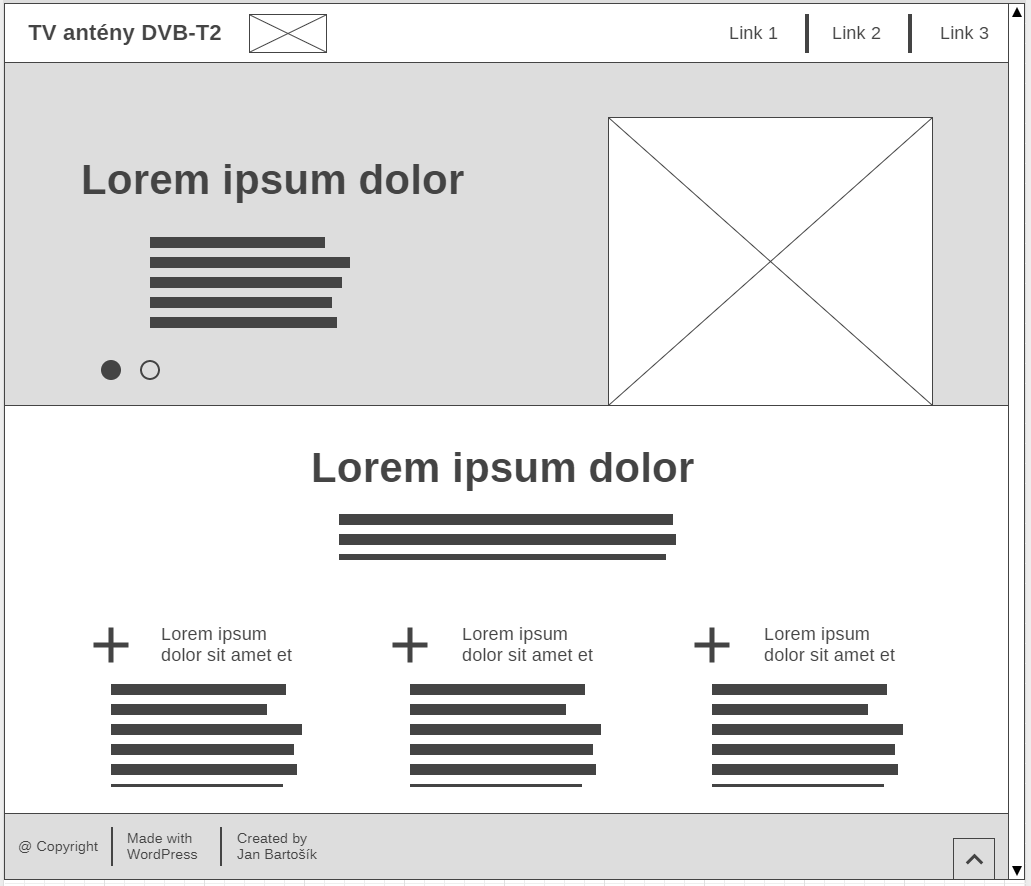 TV antény DVB-T2
Link 1
Link 2
Link 3
Lorem ipsum dolor
Lorem ipsum dolor
Lorem ipsum
dolor sit amet et
Lorem ipsum
dolor sit amet et
Lorem ipsum
dolor sit amet et
@ Copyright
Made with
WordPress
Created by
Jan Bartošík